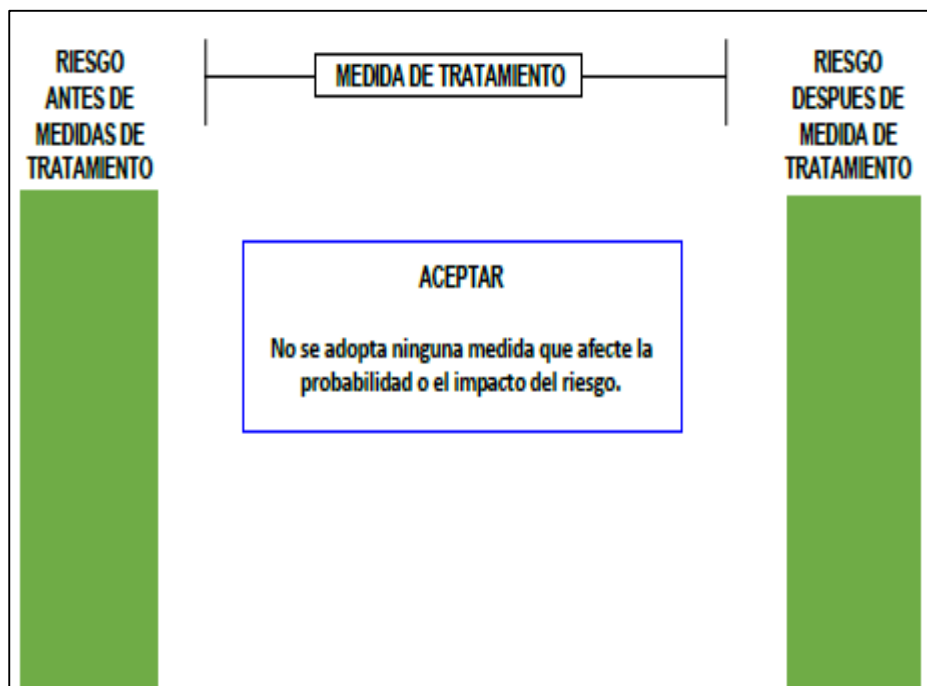 RIESGO
ANTES DE
MEDIDAS DE
TRATAMIENTO
MEDIDA DE TRATAMIENTO
RIESGO
DESPUES DE
MEDIDA DE
TRATAMIENTO
ACEPTAR
No se adopta ninguna medida que afecte la
probabilidad o el impacto del riesgo.